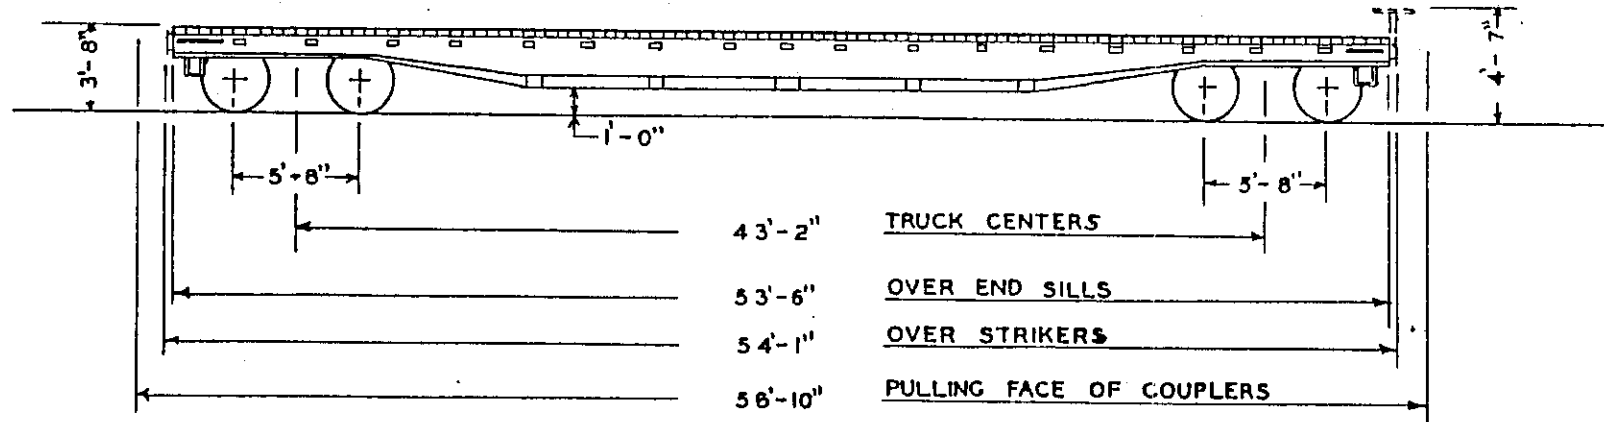 3'-8"
4'-7"
1'-0"
5'-8"
5'-8"
43'-2" TRUCK CENTERS
53'-6" OVER END SILLS
54'-1" OVER STRIKERS
56'-10" PULLING FACE OF COUPLERS